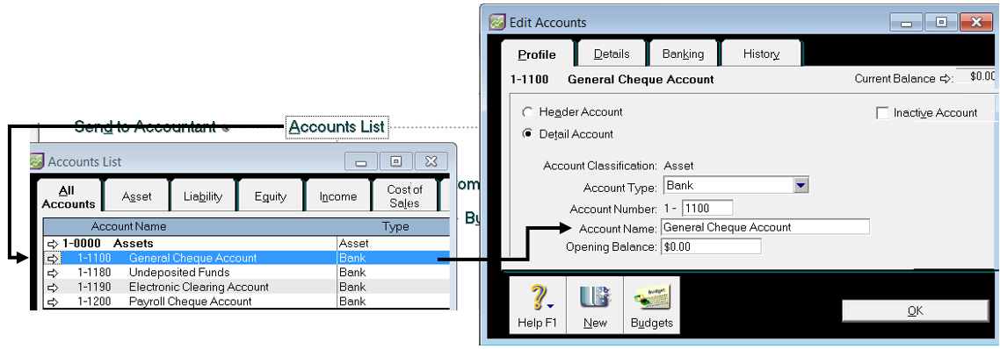 Send to Accountant
Accounts List
Accounts List
All Accounts
Asset
Liability
Equity
Income
Cost of Sales
Account Name Type
1-0000 Assets Asset
1-1100 General Cheque Account Bank
1-1180 Undeposited Funds Bank
1-1190 Electronic Clearing Account Bank
1-1200 Payroll Cheque Account Bank
Edit Accounts
Profile Details Banking History
1-1100 General Cheque Account Current Balance ⇨: $0.00
Header Account Inactive Account
Detail Account
Account Classification: Asset
Account Type: Bank
Account Number: 1 - 1100
Account Name: General Cheque Account
Opening Balance: $0.00
Help F1 New Budgets
Budget
OK